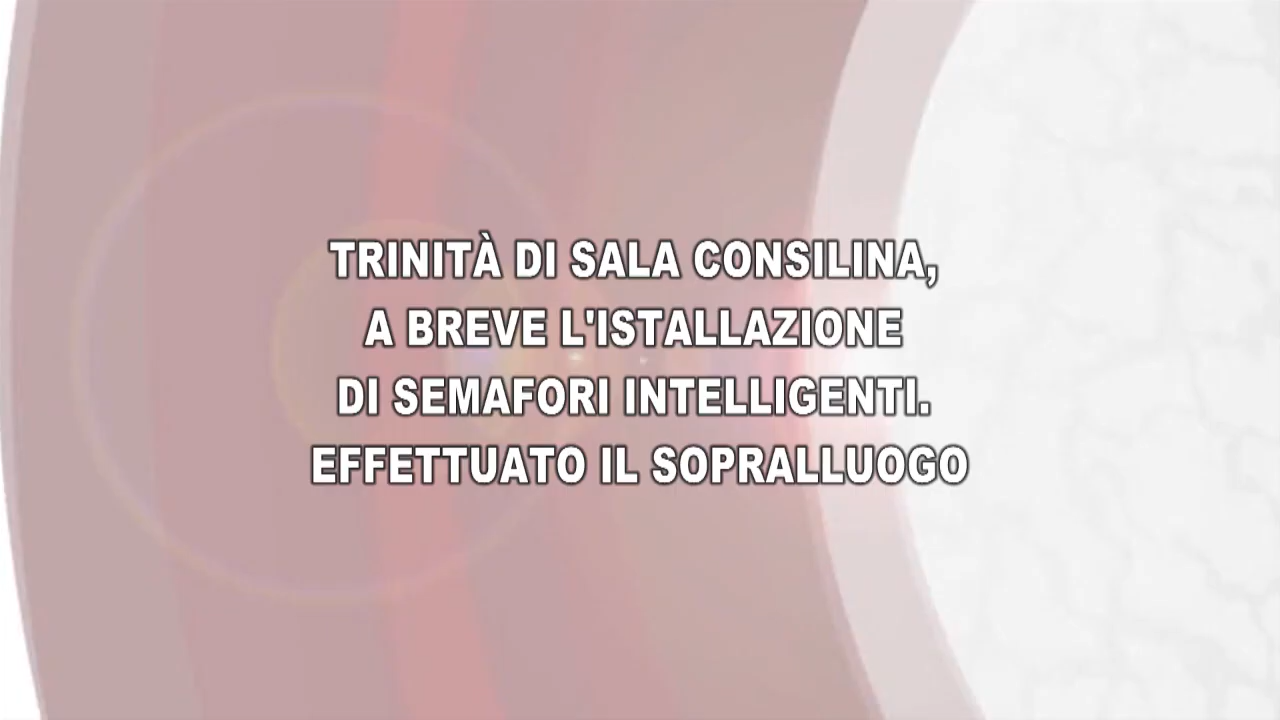 TRINITÀ DI SALA CONSILINA,
A BREVE L'ISTALLAZIONE
DI SEMAFORI INTELLIGENTI.
EFFETTUATO IL SOPRALLUOGO